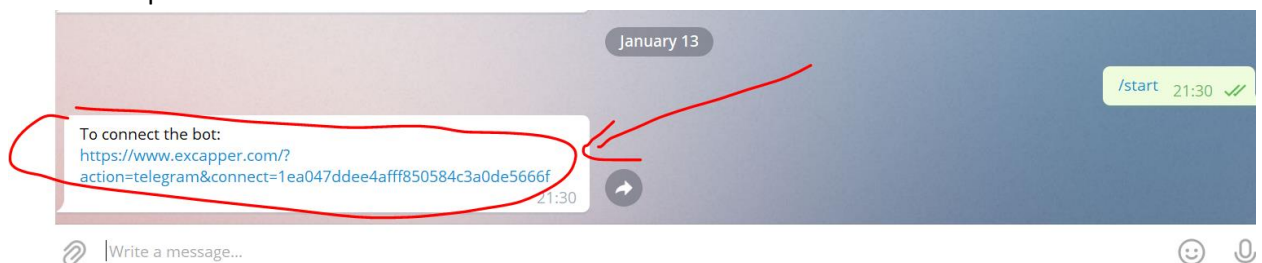 January 13
/start 21:30
To connect the bot:
https://www.excapper.com/?
action=telegram&connect=1ea047ddee4afff850584c3a0de5666f
21:30
Write a message...